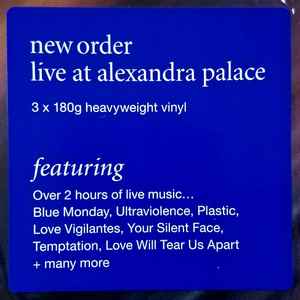 new order
live at alexandra palace
3 x 180g heavyweight vinyl
featuring
Over 2 hours of live music...
Blue Monday, Ultraviolence, Plastic,
Love Vigilantes, Your Silent Face,
Temptation, Love Will Tear Us Apart
+ many more